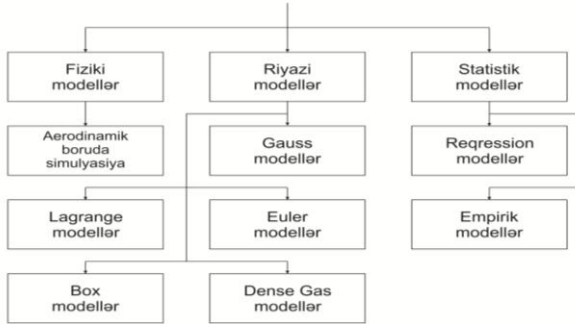 Fiziki
modellər
Riyazi
modellər
Statistik
modellər
Aerodinamik
boruda
simulyasiya
Gauss
modellər
Reqression
modellər
Lagrange
modellər
Euler
modellər
Empirik
modellər
Box
modellər
Dense Gas
modellər